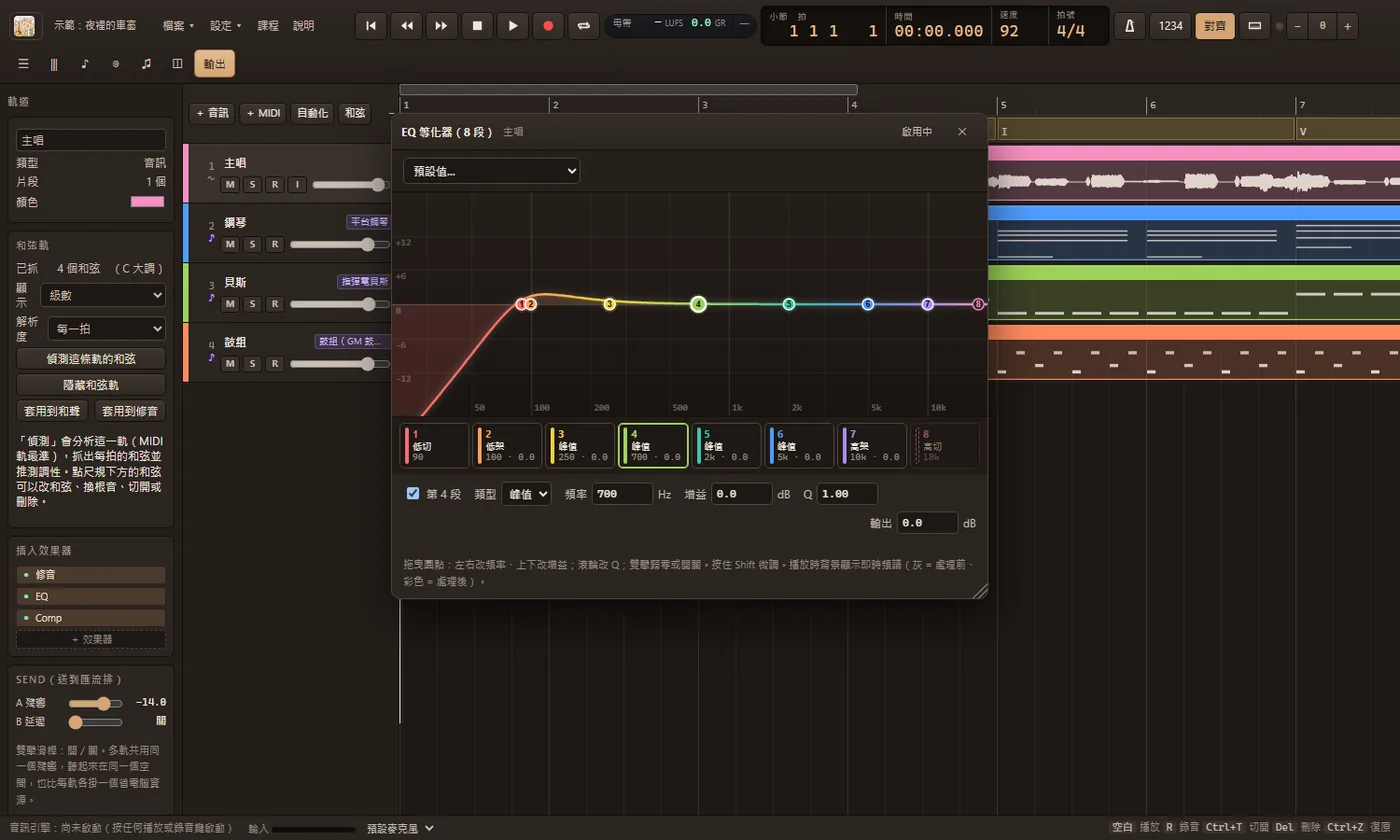 示範：夜裡的車窗
檔案 設定 課程 說明
母帶 – LUFS 0.0 GR —
小節 拍
1 1 1 1
時間
00:00.000
速度
92
拍號
4/4
1234
對齊
− 0 +
輸出
軌道
主唱
類型 音訊
片段 1 個
顏色
和弦軌
已抓 4 個和弦 （C 大調）
顯示 級數
解析度 每一拍
偵測這條軌的和弦
隱藏和弦軌
套用到和聲 套用到修音
「偵測」會分析這一軌（MIDI
軌最準），抓出每拍的和弦並
推測調性。點尺規下方的和弦
可以改和弦、換根音、切開或
刪除。
插入效果器
修音
EQ
Comp
+ 效果器
SEND（送到匯流排）
A 殘響 −14.0
B 延遲 關
雙擊滑桿：開／關。多軌共用同
一個殘響，聽起來在同一個空
間，也比每軌各掛一個省電腦資
源。
+ 音訊 + MIDI 自動化 和弦
1 主唱
M S R I
2 鋼琴 平台鋼琴
M S R
3 貝斯 指彈電貝斯
M S R
4 鼓組 鼓組（GM 鼓...
M S R
1 2 3 4 5 6 7
I V
EQ 等化器（8 段） 主唱 啟用中 ×
預設值...
+12
+6
0
-6
-12
1 2 3 4 5 6 7 8
50 100 200 500 1k 2k 5k 10k
1
低切
90
2
低架
100 · 0.0
3
峰值
250 · 0.0
4
峰值
700 · 0.0
5
峰值
2k · 0.0
6
峰值
5k · 0.0
7
高架
10k · 0.0
8
高切
18k
第 4 段 類型 峰值 頻率 700 Hz 增益 0.0 dB Q 1.00
輸出 0.0 dB
拖曳圓點：左右改頻率、上下改增益；滾輪改 Q；雙擊歸零或開關。按住 Shift 微調。播放時背景顯示即時頻譜（灰 = 處理前、
彩色 = 處理後）。
音訊引擎：尚未啟動（按任何播放或錄音鍵啟動） 輸入 預設麥克風
空白 播放 R 錄音 Ctrl+T 切開 Del 刪除 Ctrl+Z 復原